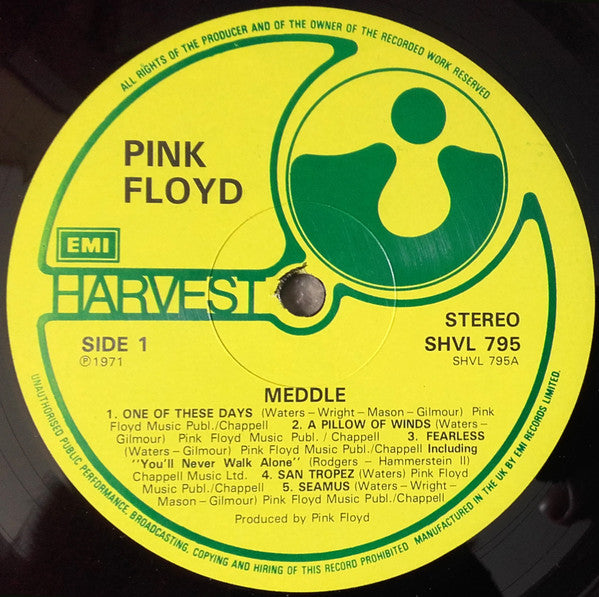 ALL RIGHTS OF THE PRODUCER AND OF THE OWNER OF THE RECORDED WORK RESERVED
PINK
FLOYD
EMI
HARVEST
SIDE 1
℗1971
STEREO
SHVL 795
SHVL 795A
MEDDLE
1. ONE OF THESE DAYS (Waters – Wright – Mason – Gilmour) Pink
Floyd Music Publ./Chappell 2. A PILLOW OF WINDS (Waters –
Gilmour) Pink Floyd Music Publ. / Chappell 3. FEARLESS
(Waters – Gilmour) Pink Floyd Music Publ./Chappell Including
"You'll Never Walk Alone" (Rodgers – Hammerstein II)
Chappell Music Ltd. 4. SAN TROPEZ (Waters) Pink Floyd
Music Publ./Chappell 5. SEAMUS (Waters – Wright –
Mason – Gilmour) Pink Floyd Music Publ./Chappell
Produced by Pink Floyd
UNAUTHORISED PUBLIC PERFORMANCE, BROADCASTING, COPYING AND HIRING OF THIS RECORD PROHIBITED MANUFACTURED IN THE UK BY EMI RECORDS LIMITED.